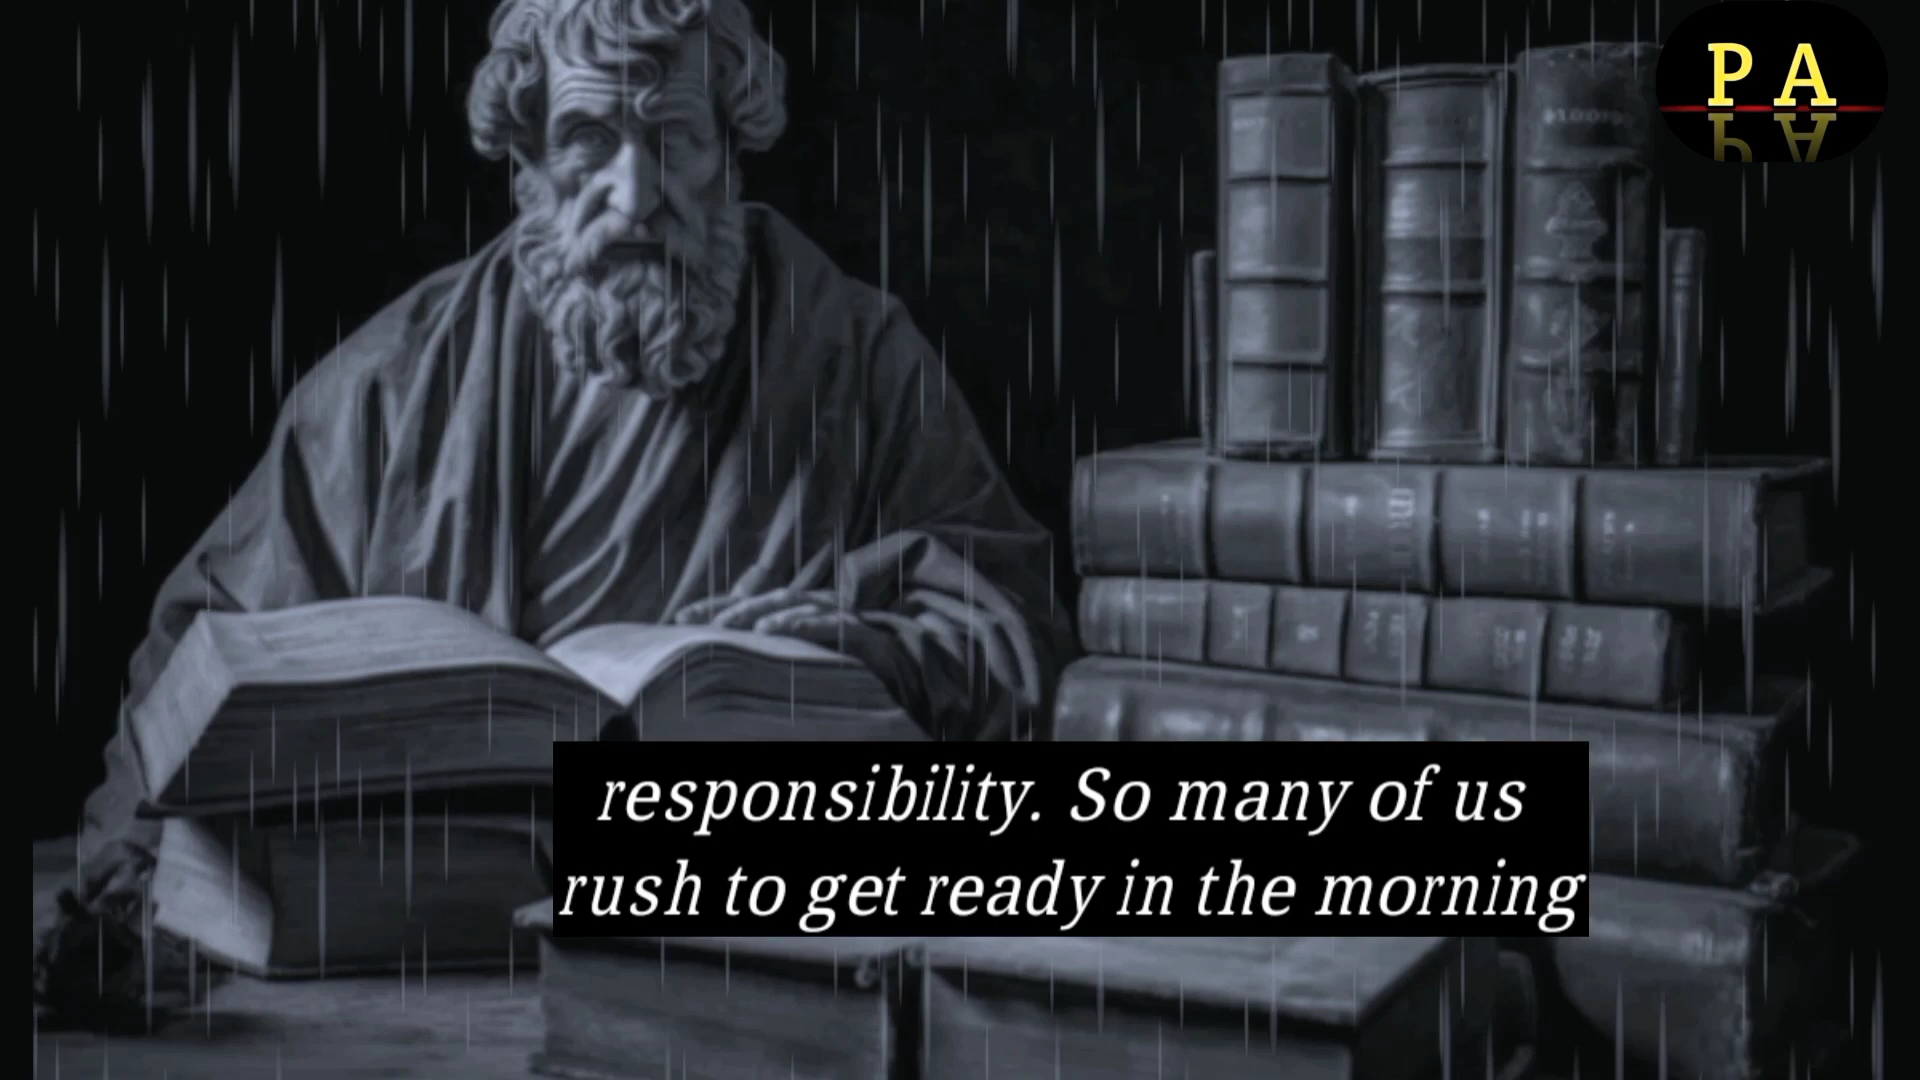 P A
responsibility. So many of us
rush to get ready in the morning